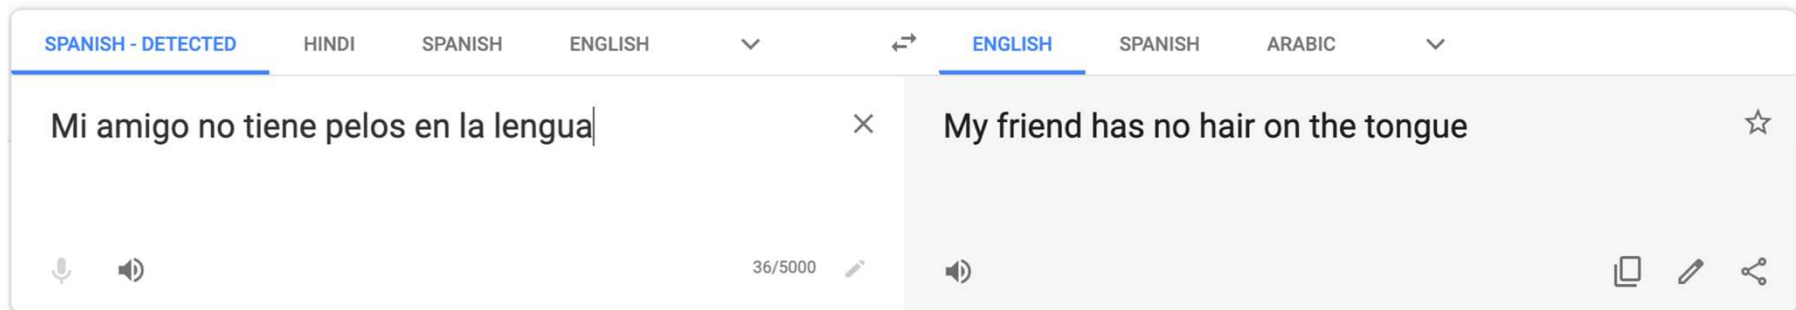 SPANISH - DETECTED HINDI SPANISH ENGLISH ENGLISH SPANISH ARABIC
Mi amigo no tiene pelos en la lengua
My friend has no hair on the tongue
36/5000